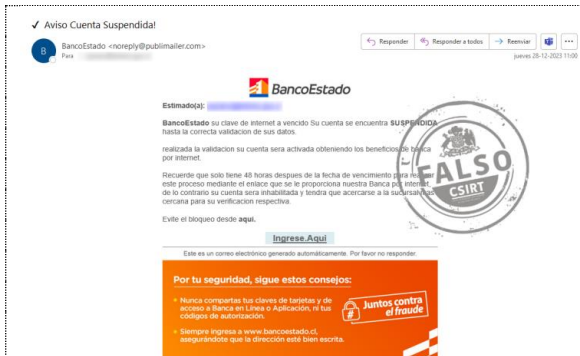 ✓ Aviso Cuenta Suspendida!
B
BancoEstado <noreply@publimailer.com>
Para
Responder
Responder a todos
Reenviar
jueves 28-12-2023 11:00
BancoEstado
Estimado(a):
BancoEstado su clave de internet a vencido Su cuenta se encuentra SUSPENDIDA
hasta la correcta validacion de sus datos.
realizada la validacion su cuenta sera activada obteniendo los beneficios de banca
por internet.
Recuerde que solo tiene 48 horas despues de la fecha de vencimiento para realizar
este proceso mediante el enlace que se le proporciona nuestra Banca por internet,
de lo contrario su cuenta sera inhabilitada y tendra que acercarse a la sucursal mas
cercana para su verificacion respectiva.
Evite el bloqueo desde aqui.
FALSO
CSIRT
Ingrese.Aqui
Este es un correo electrónico generado automáticamente. Por favor no responder.
Por tu seguridad, sigue estos consejos:
• Nunca compartas tus claves de tarjetas y de
acceso a Banca en Línea o Aplicación, ni tus
códigos de autorización.
• Siempre ingresa a www.bancoestado.cl,
asegurándote que la dirección esté bien escrita.
Juntos contra
el fraude